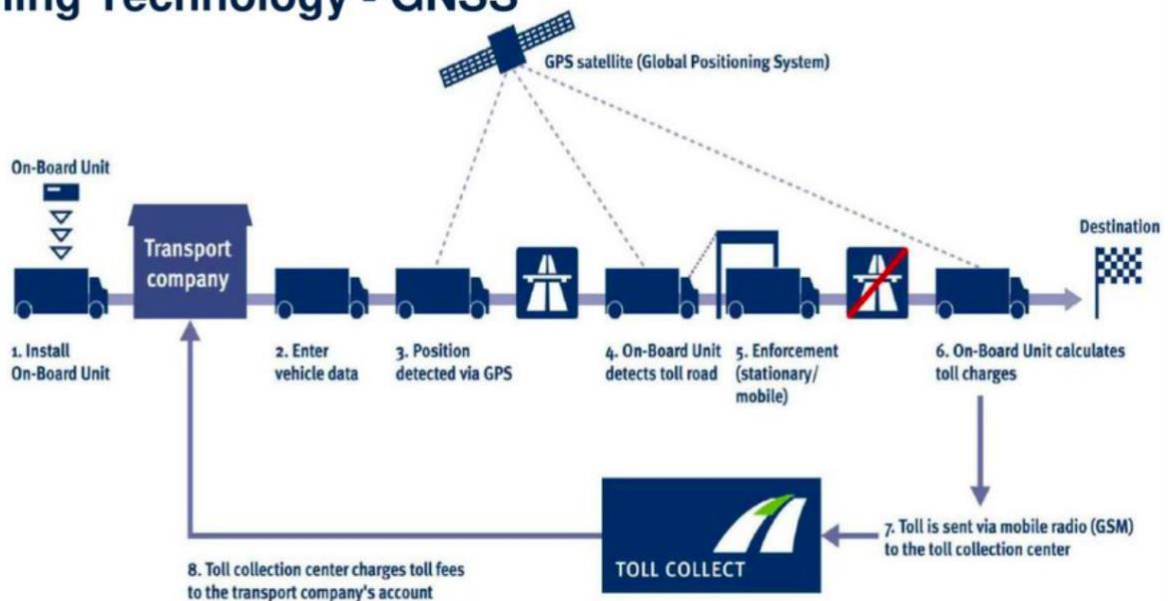 GNSS
GPS satellite (Global Positioning System)
On-Board Unit
Transport
company
Destination
1. Install
On-Board Unit
2. Enter
vehicle data
3. Position
detected via GPS
4. On-Board Unit
detects toll road
5. Enforcement
(stationary/
mobile)
6. On-Board Unit calculates
toll charges
7. Toll is sent via mobile radio (GSM)
to the toll collection center
TOLL COLLECT
8. Toll collection center charges toll fees
to the transport company's account